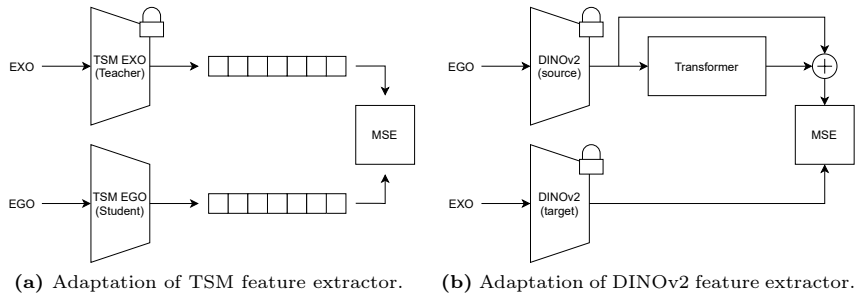 EXO
TSM EXO
(Teacher)
MSE
EGO
TSM EGO
(Student)
(a) Adaptation of TSM feature extractor.
EGO
DINOv2
(source)
Transformer
+
MSE
EXO
DINOv2
(target)
(b) Adaptation of DINOv2 feature extractor.